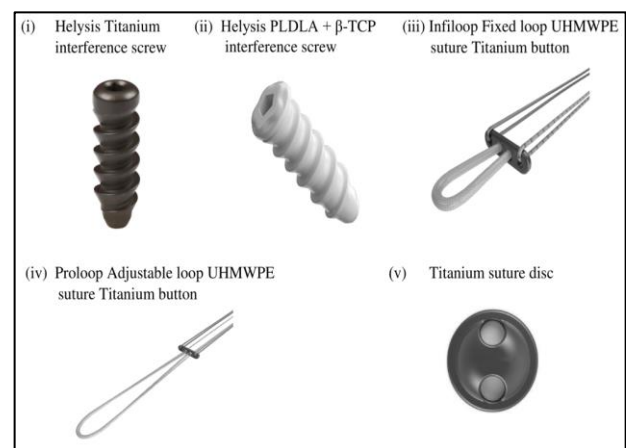 (i) Helysis Titanium
interference screw
(ii) Helysis PLDLA + β-TCP
interference screw
(iii) Infiloop Fixed loop UHMWPE
suture Titanium button
(iv) Proloop Adjustable loop UHMWPE
suture Titanium button
(v) Titanium suture disc